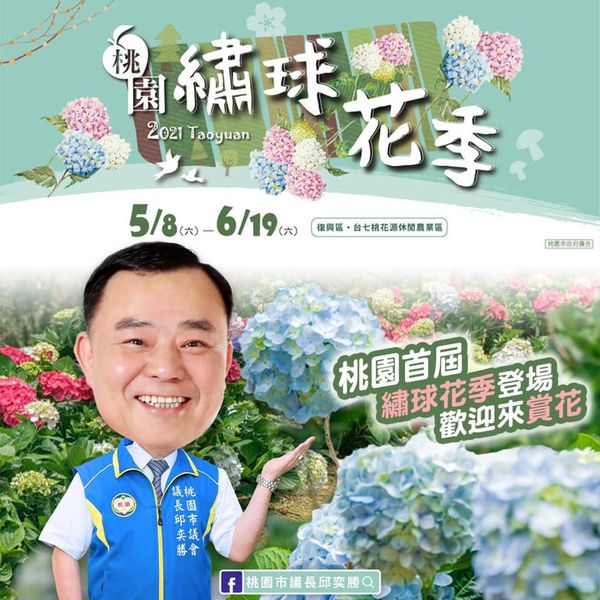 桃園 繡球花季
2021 Taoyuan
5/8(六)—6/19(六) 復興區・台七桃花源休閒農業區
桃園市政府廣告
桃園首屆
繡球花季登場
歡迎來賞花
桃園市議會
議長邱奕勝
桃議
f 桃園市議長邱奕勝